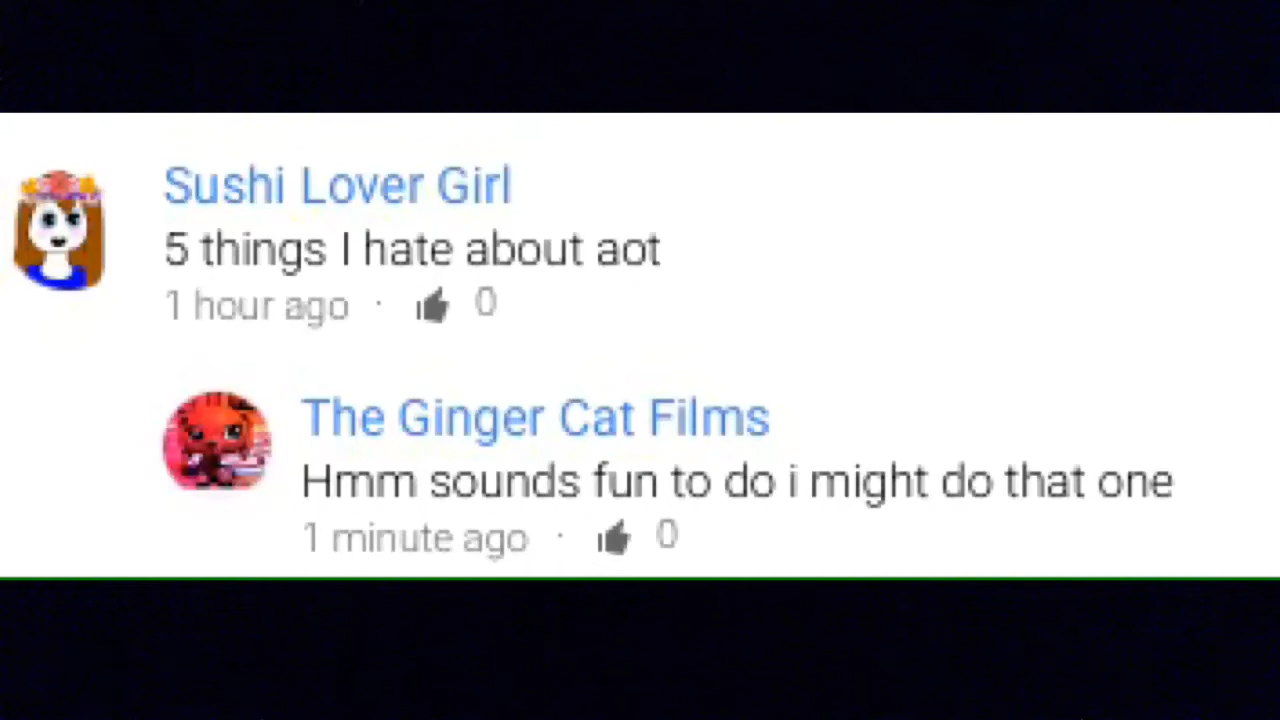 Sushi Lover Girl
5 things I hate about aot
1 hour ago · 0
The Ginger Cat Films
Hmm sounds fun to do i might do that one
1 minute ago · 0